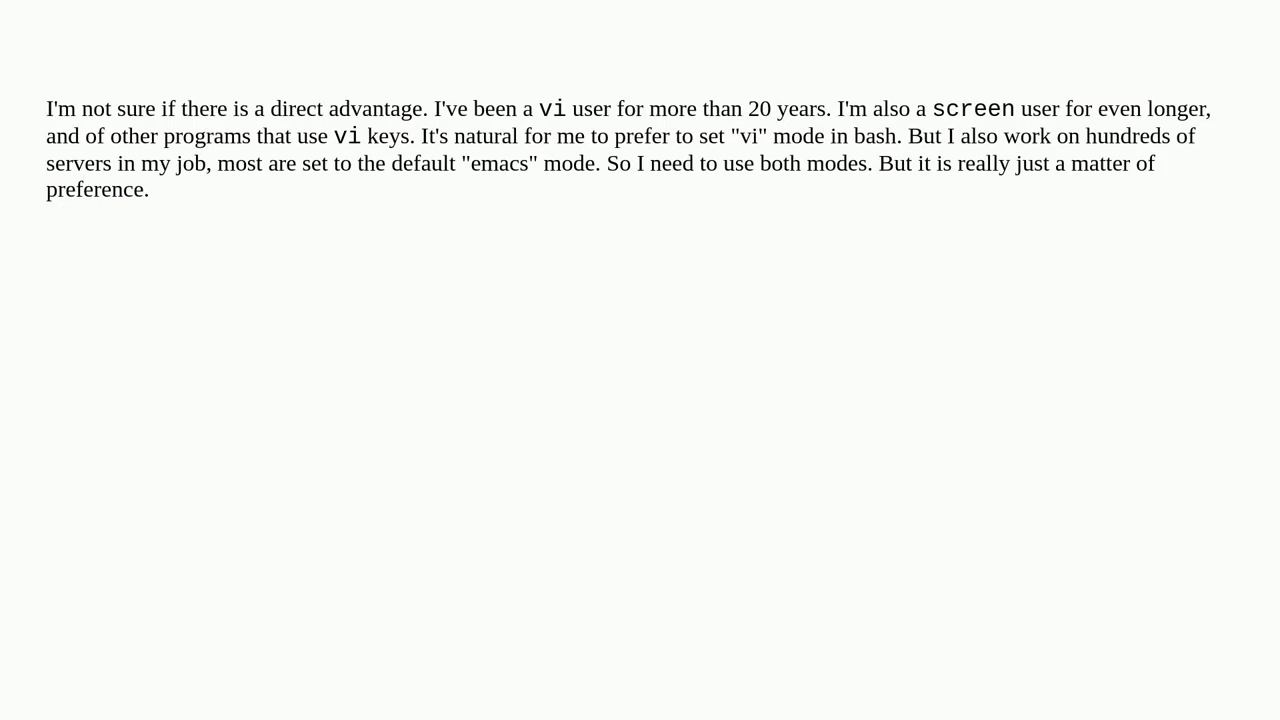 I'm not sure if there is a direct advantage. I've been a vi user for more than 20 years. I'm also a screen user for even longer,
and of other programs that use vi keys. It's natural for me to prefer to set "vi" mode in bash. But I also work on hundreds of
servers in my job, most are set to the default "emacs" mode. So I need to use both modes. But it is really just a matter of
preference.